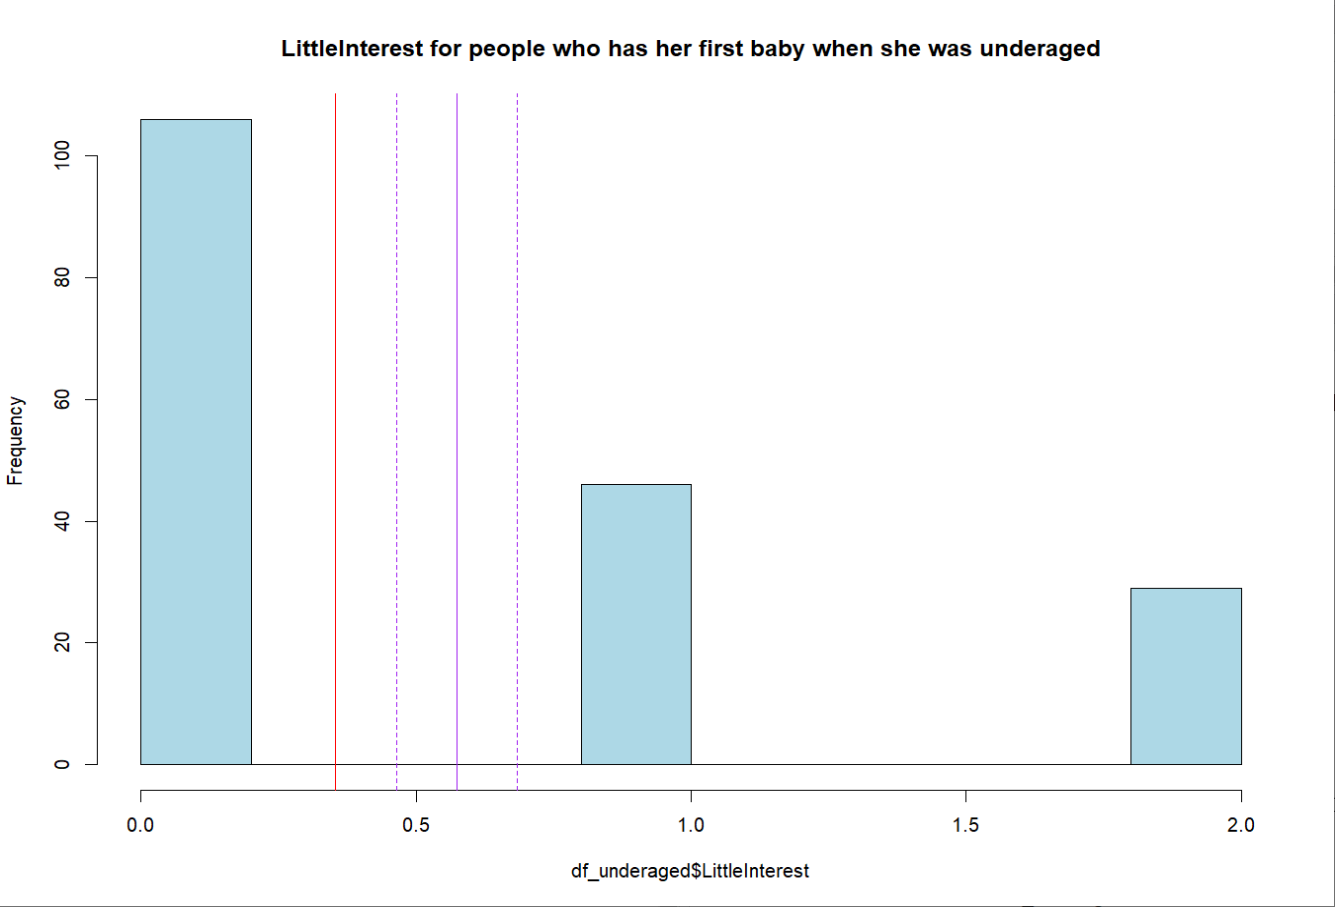 LittleInterest for people who has her first baby when she was underaged
Frequency
100
80
60
40
20
0
0.0 0.5 1.0 1.5 2.0
df_underaged$LittleInterest